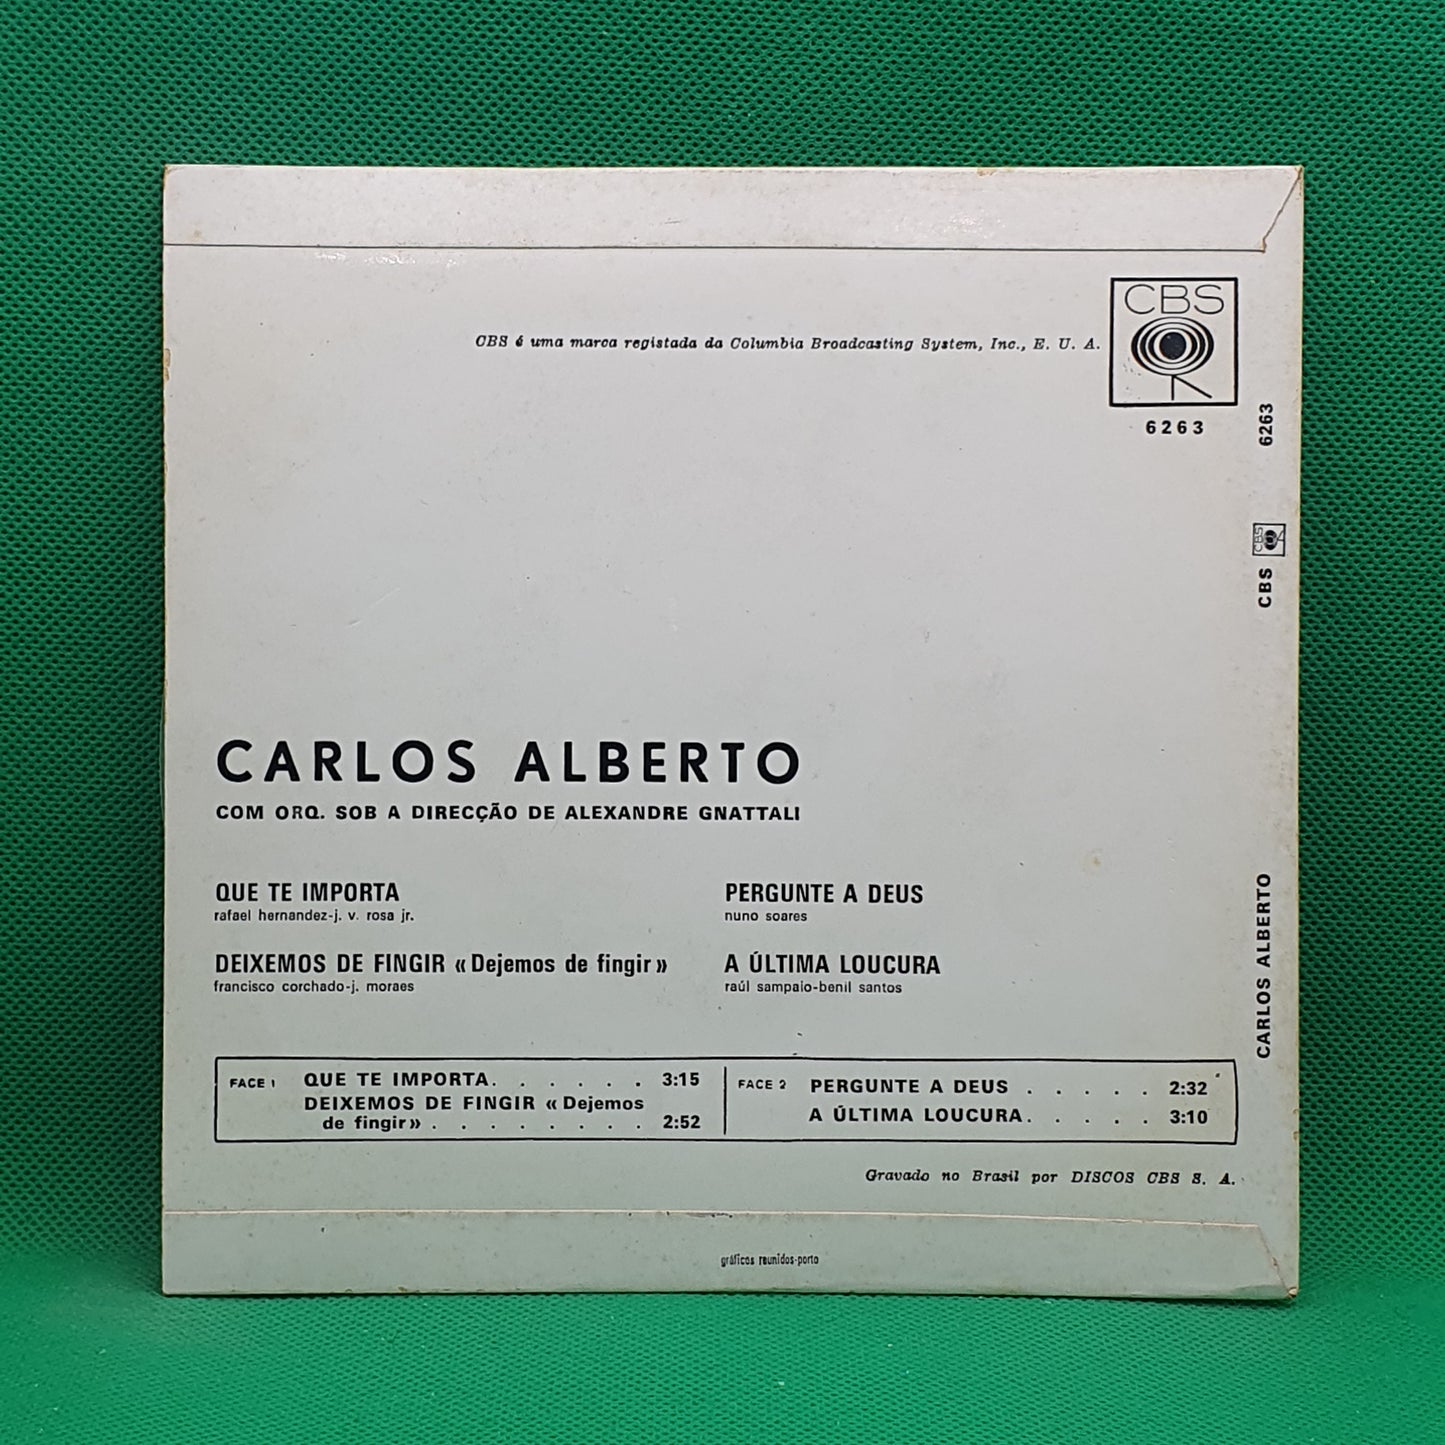 CBS
CBS é uma marca registada da Columbia Broadcasting System, Inc., E. U. A.
6263
6263
CBS
CBS
CARLOS ALBERTO
CARLOS ALBERTO
COM ORQ. SOB A DIRECÇÃO DE ALEXANDRE GNATTALI
QUE TE IMPORTA
rafael hernandez-j. v. rosa jr.
DEIXEMOS DE FINGIR «Dejemos de fingir»
francisco corchado-j. moraes
PERGUNTE A DEUS
nuno soares
A ÚLTIMA LOUCURA
raúl sampaio-benil santos
FACE 1 QUE TE IMPORTA. . . . . . 3:15
DEIXEMOS DE FINGIR «Dejemos
de fingir» . . . . . . . . 2:52
FACE 2 PERGUNTE A DEUS . . . . . 2:32
A ÚLTIMA LOUCURA. . . . . 3:10
Gravado no Brasil por DISCOS CBS S. A.
gráficos reunidos-porto